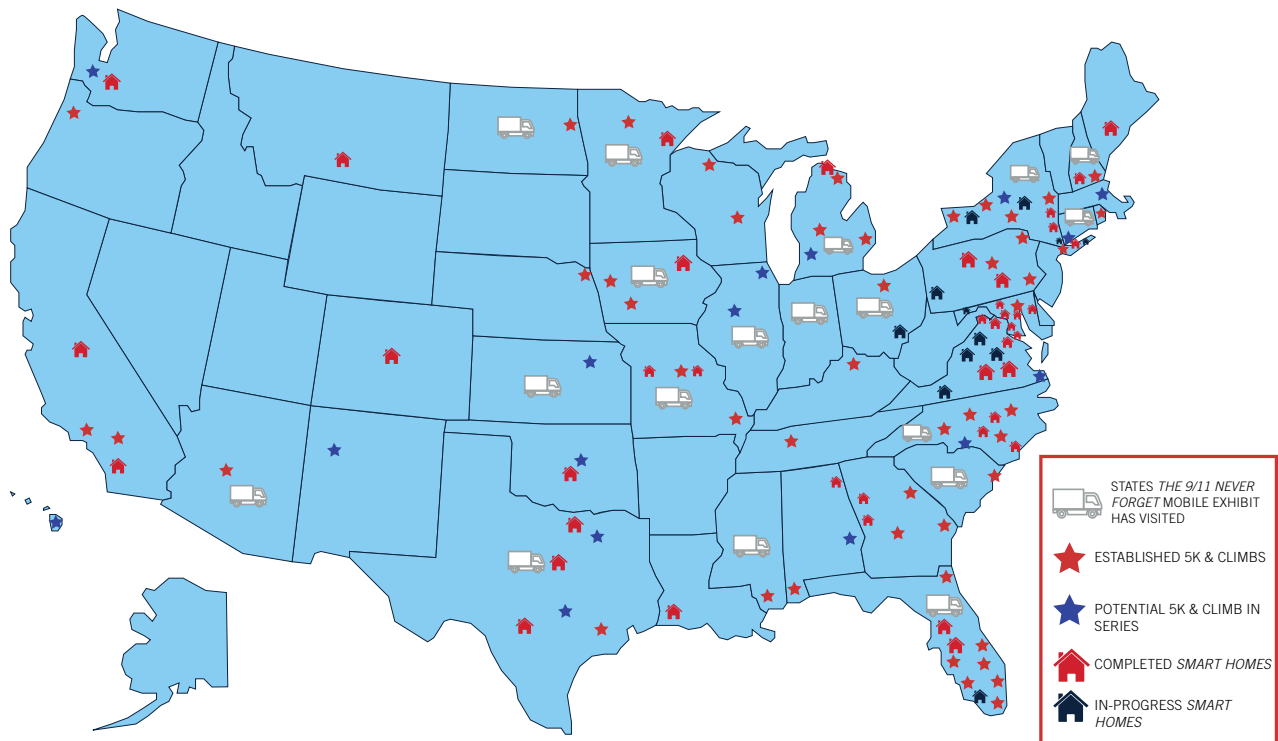 STATES THE 9/11 NEVER
FORGET MOBILE EXHIBIT
HAS VISITED
ESTABLISHED 5K & CLIMBS
POTENTIAL 5K & CLIMB IN
SERIES
COMPLETED SMART HOMES
IN-PROGRESS SMART
HOMES